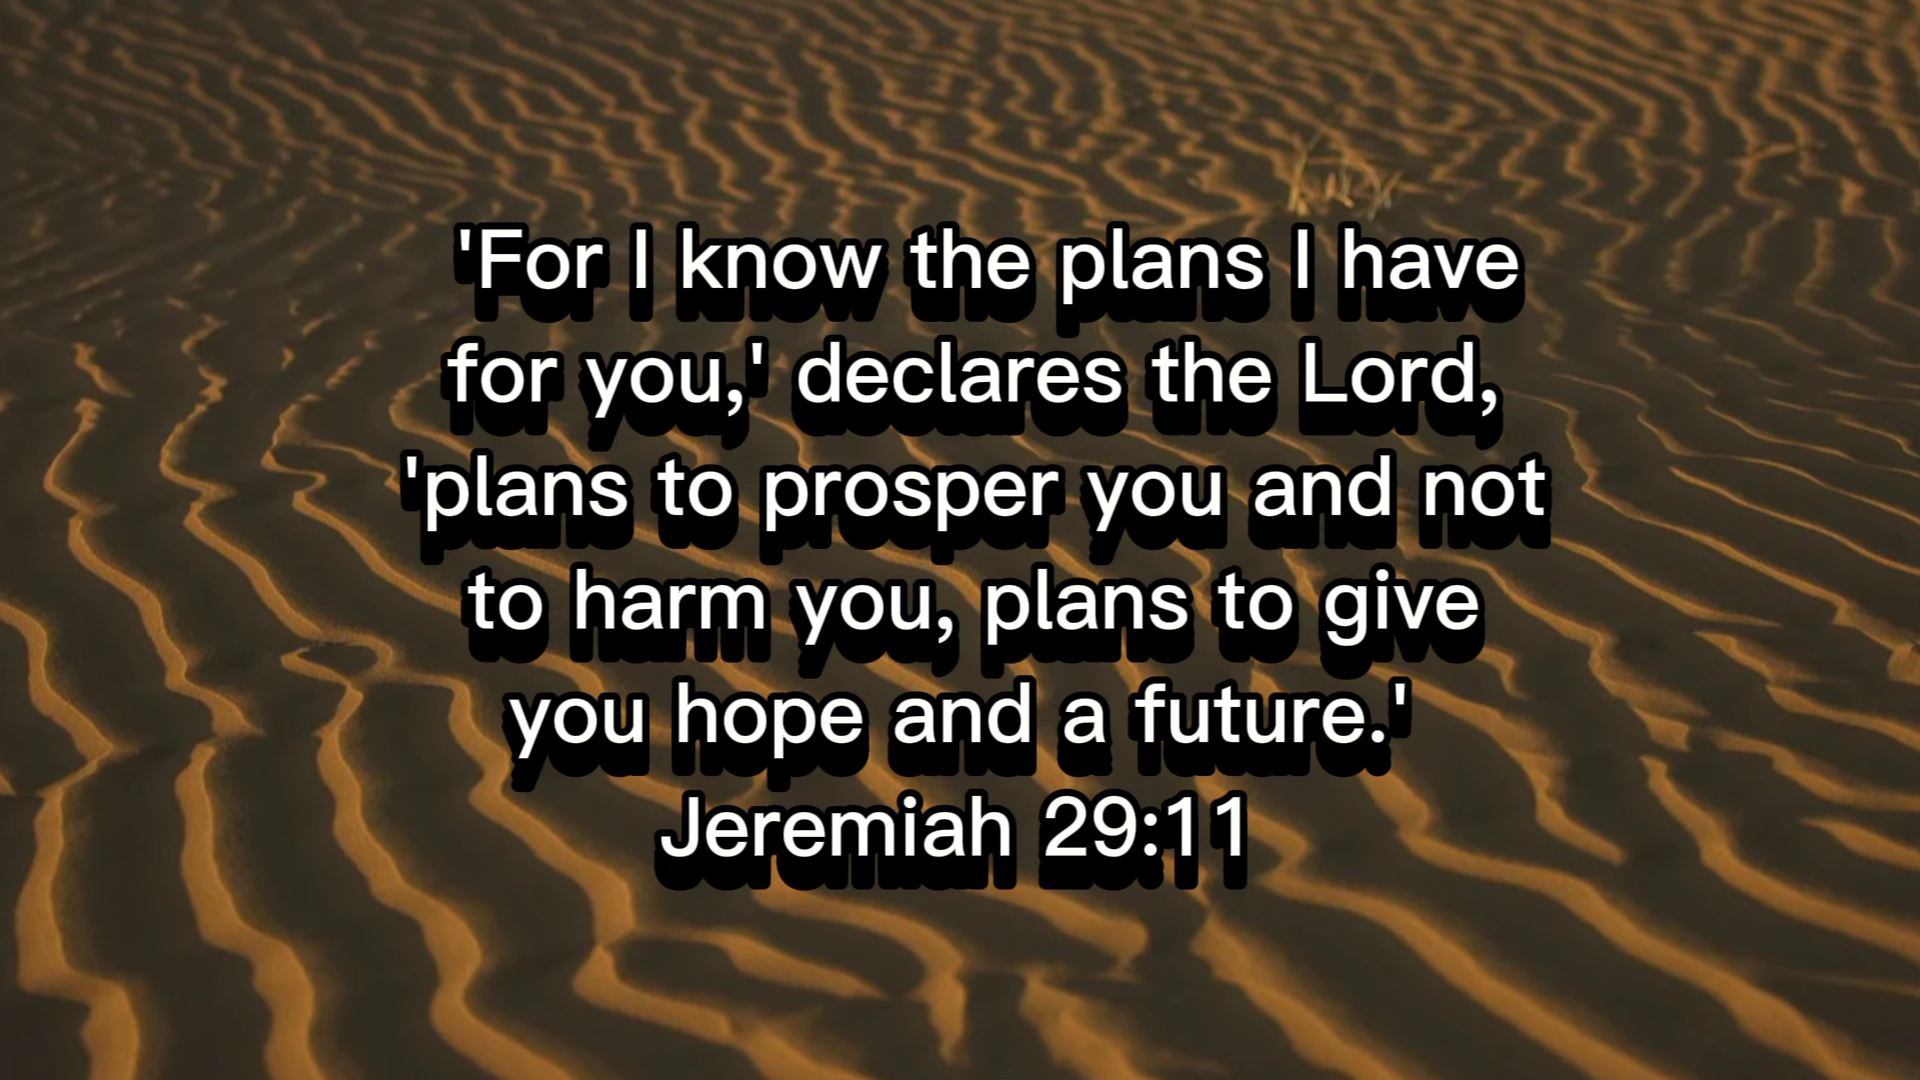 'For I know the plans I have
for you,' declares the Lord,
'plans to prosper you and not
to harm you, plans to give
you hope and a future.'
Jeremiah 29:11